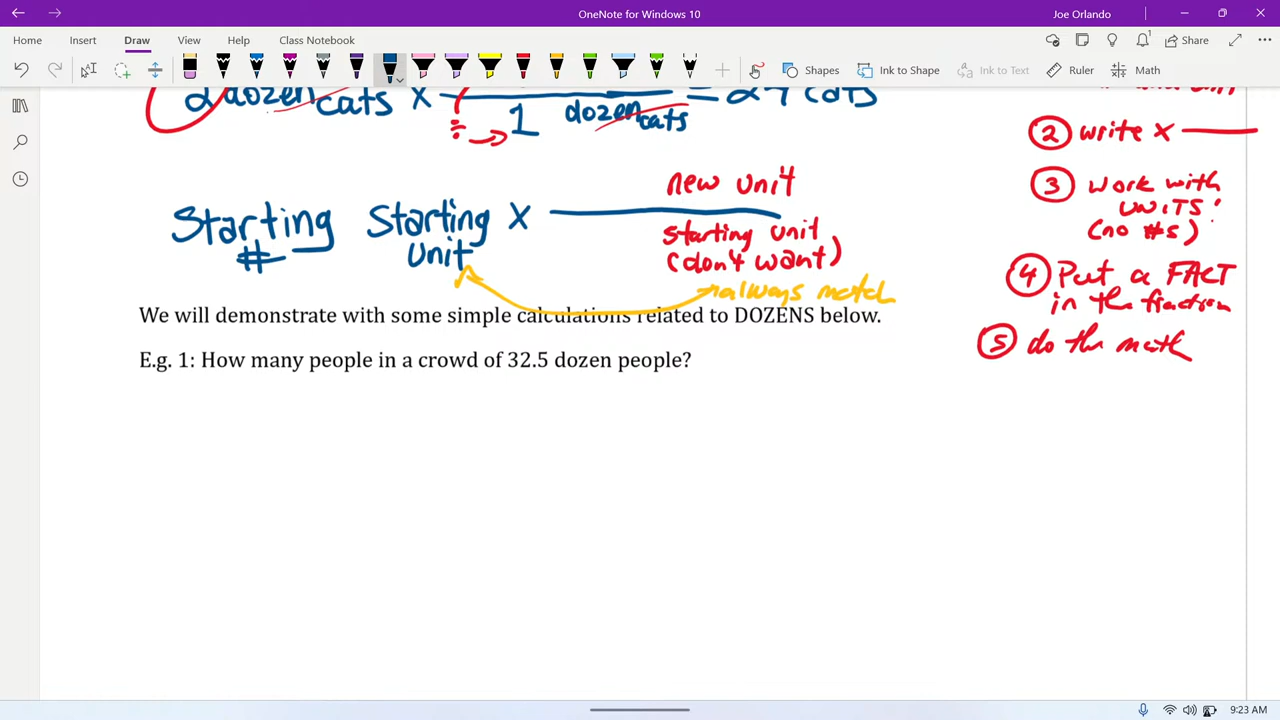 OneNote for Windows 10
Joe Orlando
Home Insert Draw View Help Class Notebook
Share
Shapes Ink to Shape Ink to Text Ruler Math
2 dozen cats X
1 dozen cats
= 24 cats
② write X
③ Work with
UNITS!
(no #s)
④ Put a FACT
in the fraction
⑤ do the math
new unit
Starting # Starting Unit X
starting unit
(don't want)
always match
We will demonstrate with some simple calculations related to DOZENS below.
E.g. 1: How many people in a crowd of 32.5 dozen people?
9:23 AM